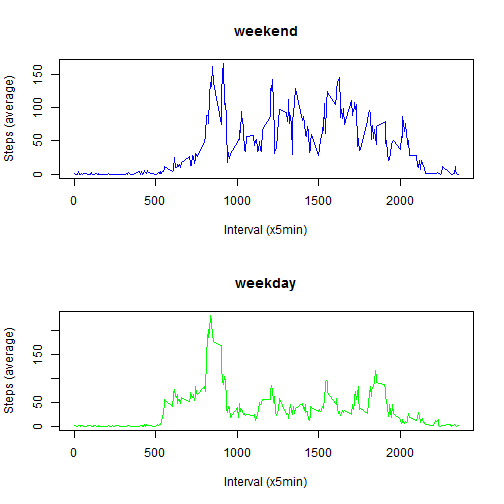 weekend
Steps (average)
150
100
50
0
0 500 1000 1500 2000
Interval (x5min)
weekday
Steps (average)
150
50
0
0 500 1000 1500 2000
Interval (x5min)